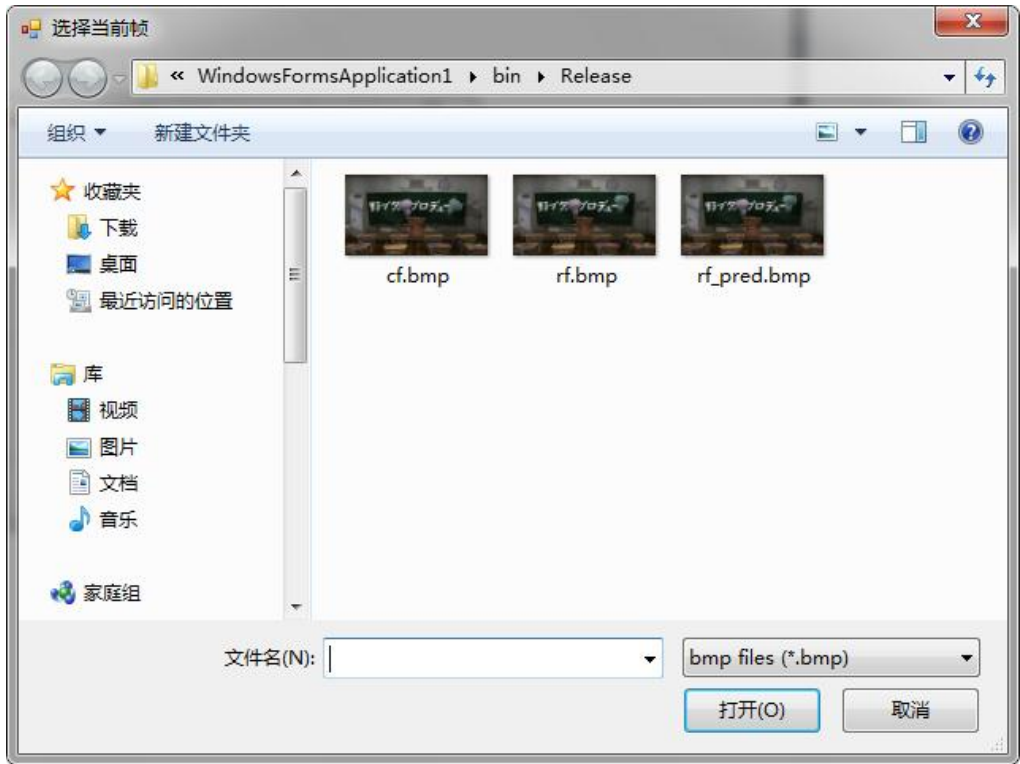 选择当前帧
« WindowsFormsApplication1 ▸ bin ▸ Release
组织 新建文件夹
收藏夹
下载
桌面
最近访问的位置
库
视频
图片
文档
音乐
家庭组
cf.bmp rf.bmp rf_pred.bmp
文件名(N): bmp files (*.bmp)
打开(O) 取消